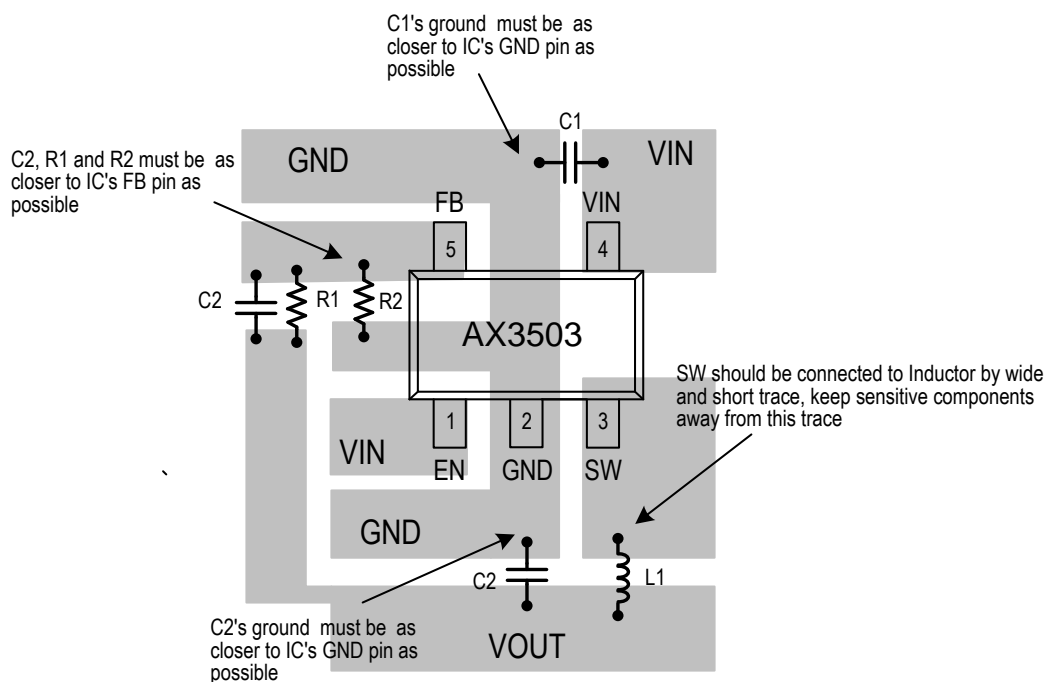 C1's ground must be as
closer to IC's GND pin as
possible
C1
GND
VIN
C2, R1 and R2 must be as
closer to IC's FB pin as
possible
FB
VIN
5
4
C2
R1
R2
AX3503
SW should be connected to Inductor by wide
and short trace, keep sensitive components
away from this trace
1
2
3
VIN
EN
GND
SW
GND
C2
L1
C2's ground must be as
closer to IC's GND pin as
possible
VOUT